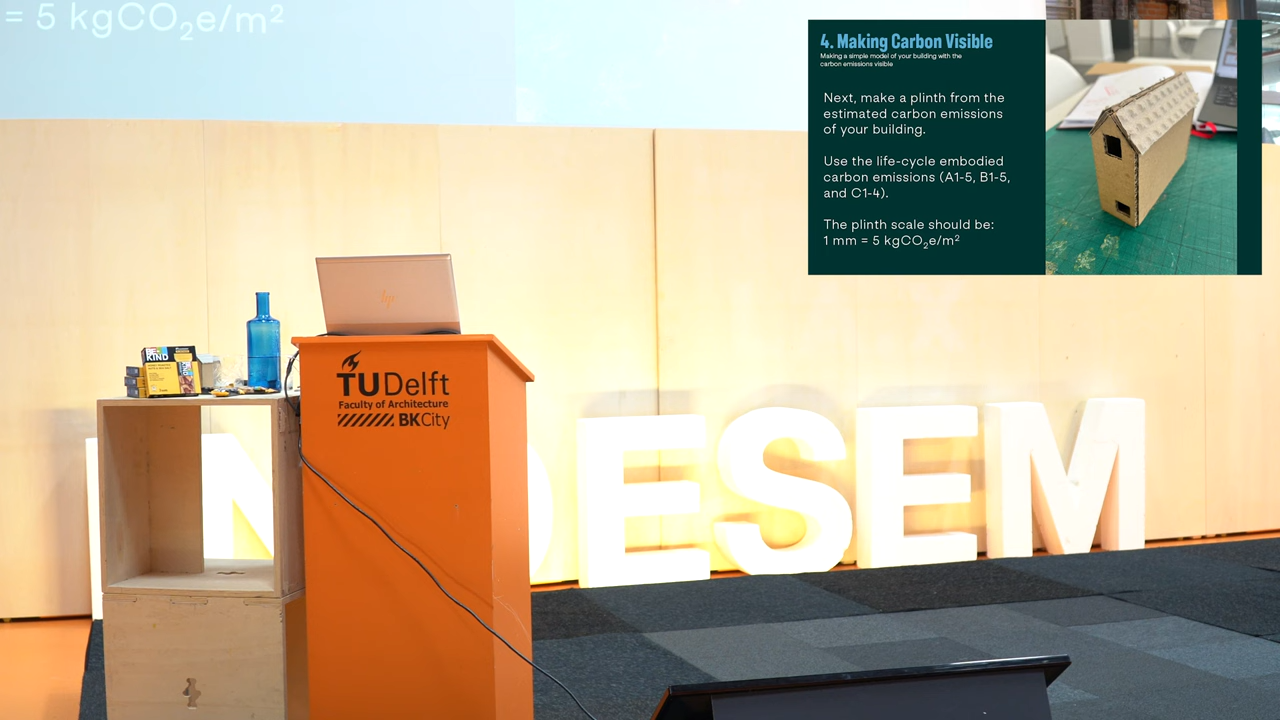 = 5 kgCO₂e/m²
4. Making Carbon Visible
Making a simple model of your building with the
carbon emissions visible
Next, make a plinth from the
estimated carbon emissions
of your building.
Use the life-cycle embodied
carbon emissions (A1-5, B1-5,
and C1-4).
The plinth scale should be:
1 mm = 5 kgCO₂e/m²
hp
KIND
TUDelft
Faculty of Architecture
BKCity
ESEM